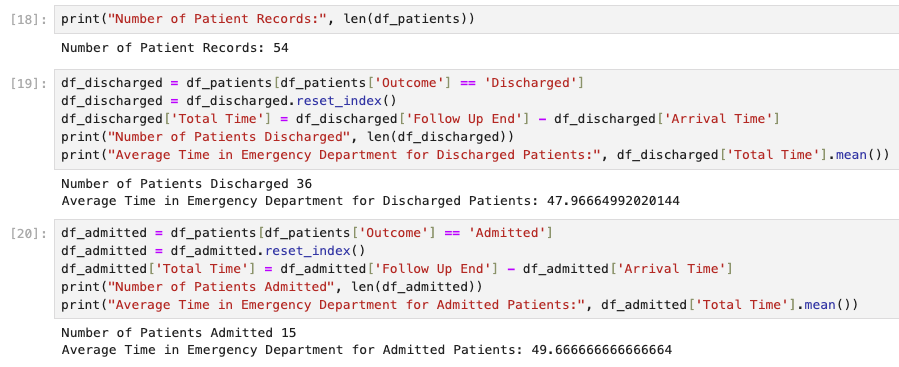 [18]: print("Number of Patient Records:", len(df_patients))
Number of Patient Records: 54
[19]: df_discharged = df_patients[df_patients['Outcome'] == 'Discharged']
df_discharged = df_discharged.reset_index()
df_discharged['Total Time'] = df_discharged['Follow Up End'] - df_discharged['Arrival Time']
print("Number of Patients Discharged", len(df_discharged))
print("Average Time in Emergency Department for Discharged Patients:", df_discharged['Total Time'].mean())
Number of Patients Discharged 36
Average Time in Emergency Department for Discharged Patients: 47.96664992020144
[20]: df_admitted = df_patients[df_patients['Outcome'] == 'Admitted']
df_admitted = df_admitted.reset_index()
df_admitted['Total Time'] = df_admitted['Follow Up End'] - df_admitted['Arrival Time']
print("Number of Patients Admitted", len(df_admitted))
print("Average Time in Emergency Department for Admitted Patients:", df_admitted['Total Time'].mean())
Number of Patients Admitted 15
Average Time in Emergency Department for Admitted Patients: 49.666666666666664